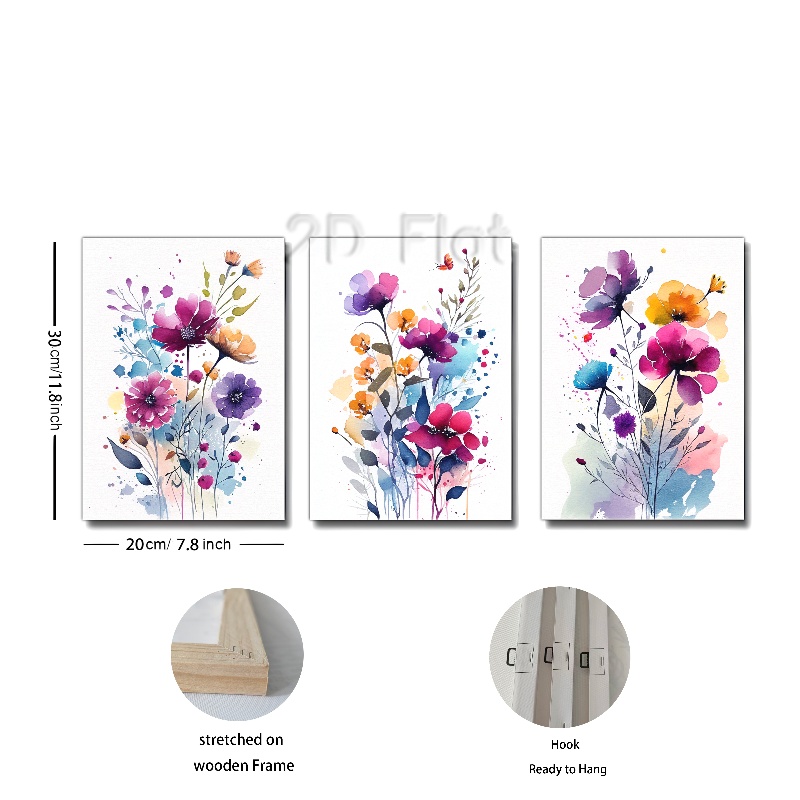 2D Flat
30cm/11.8inch
20cm/ 7.8 inch
stretched on
wooden Frame
Hook
Ready to Hang